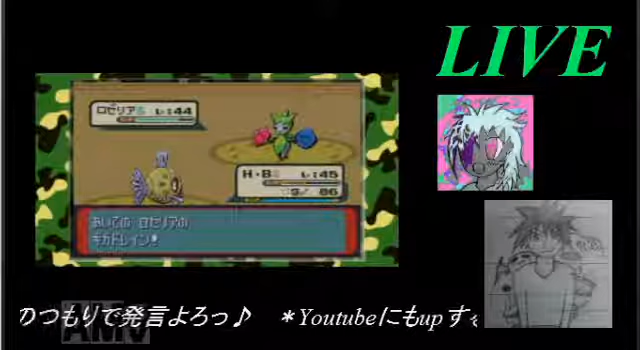 LIVE
ロゼリア♂ Lv44
H・B Lv45
86
あいての ロゼリアの
ギガドレイン!
のつもりで発言よろっ♪ *Youtubeにもupす